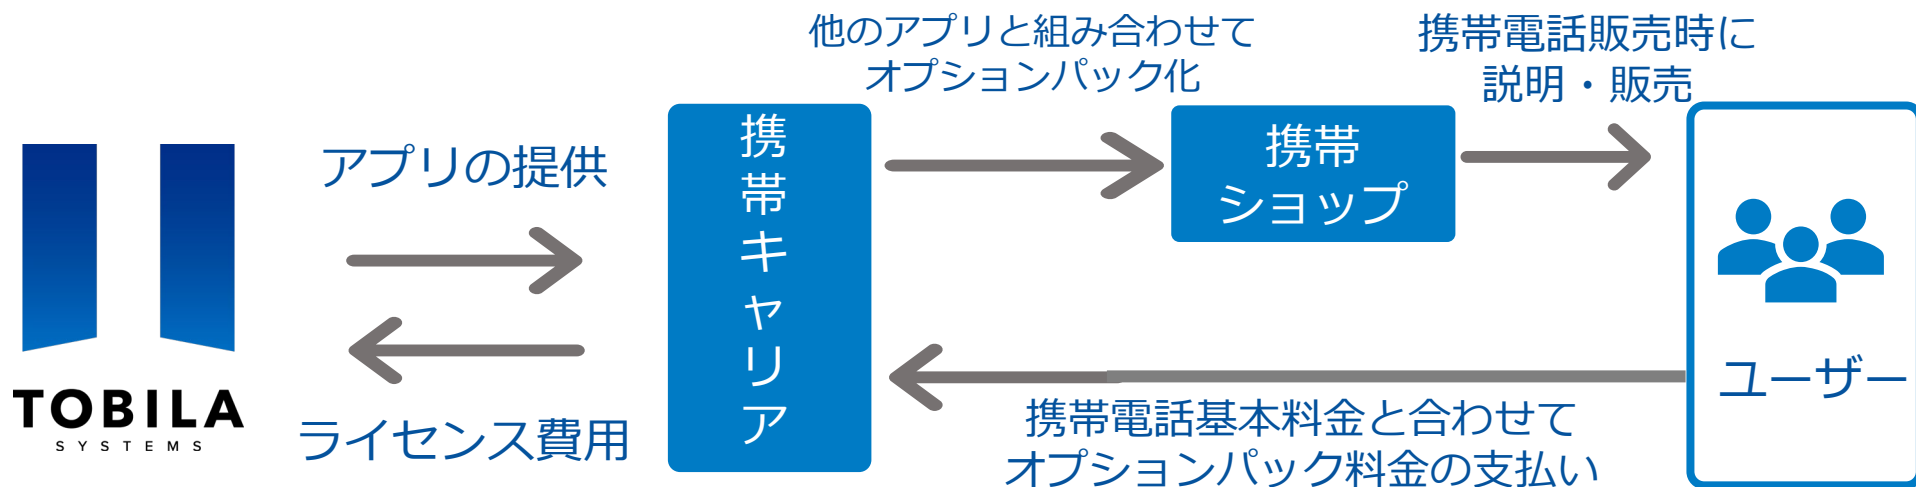 他のアプリと組み合わせて
オプションパック化
携帯電話販売時に
説明・販売
アプリの提供
携帯キャリア
携帯
ショップ
TOBILA
SYSTEMS
ライセンス費用
携帯電話基本料金と合わせて
オプションパック料金の支払い
ユーザー